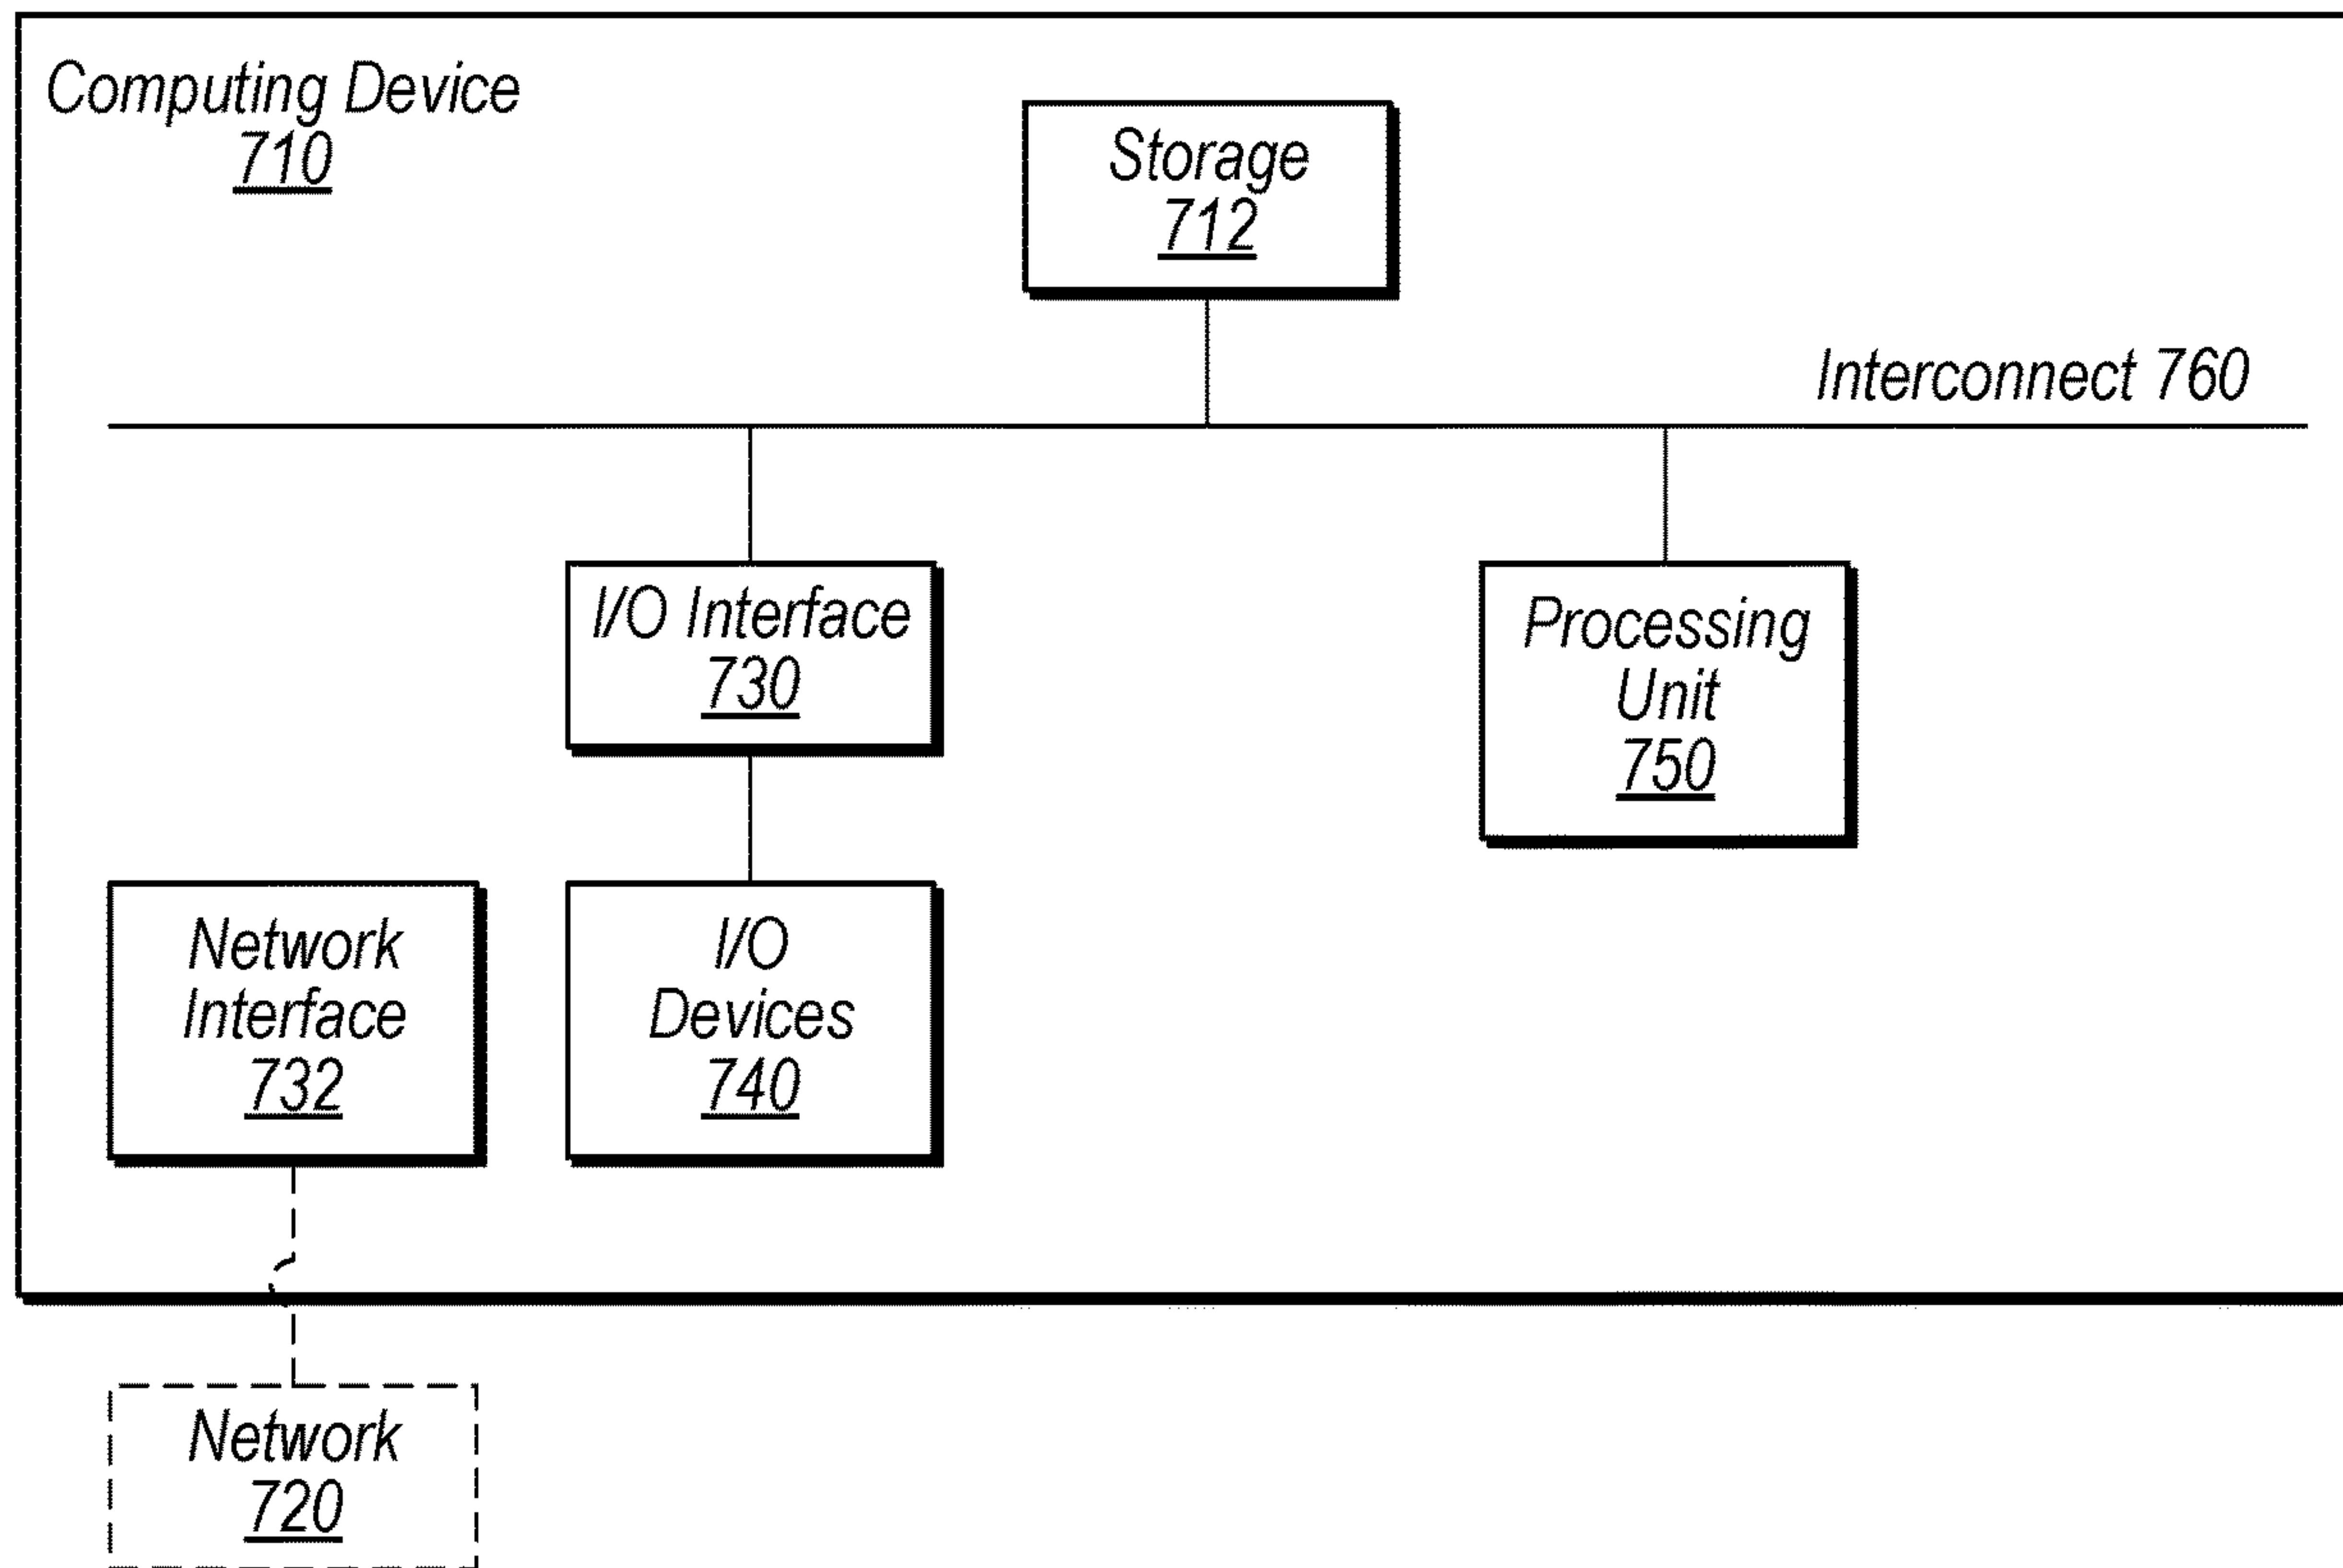 Computing Device
710
Storage
712
Interconnect 760
I/O Interface
730
Processing
Unit
750
Network
Interface
732
I/O
Devices
740
Network
720